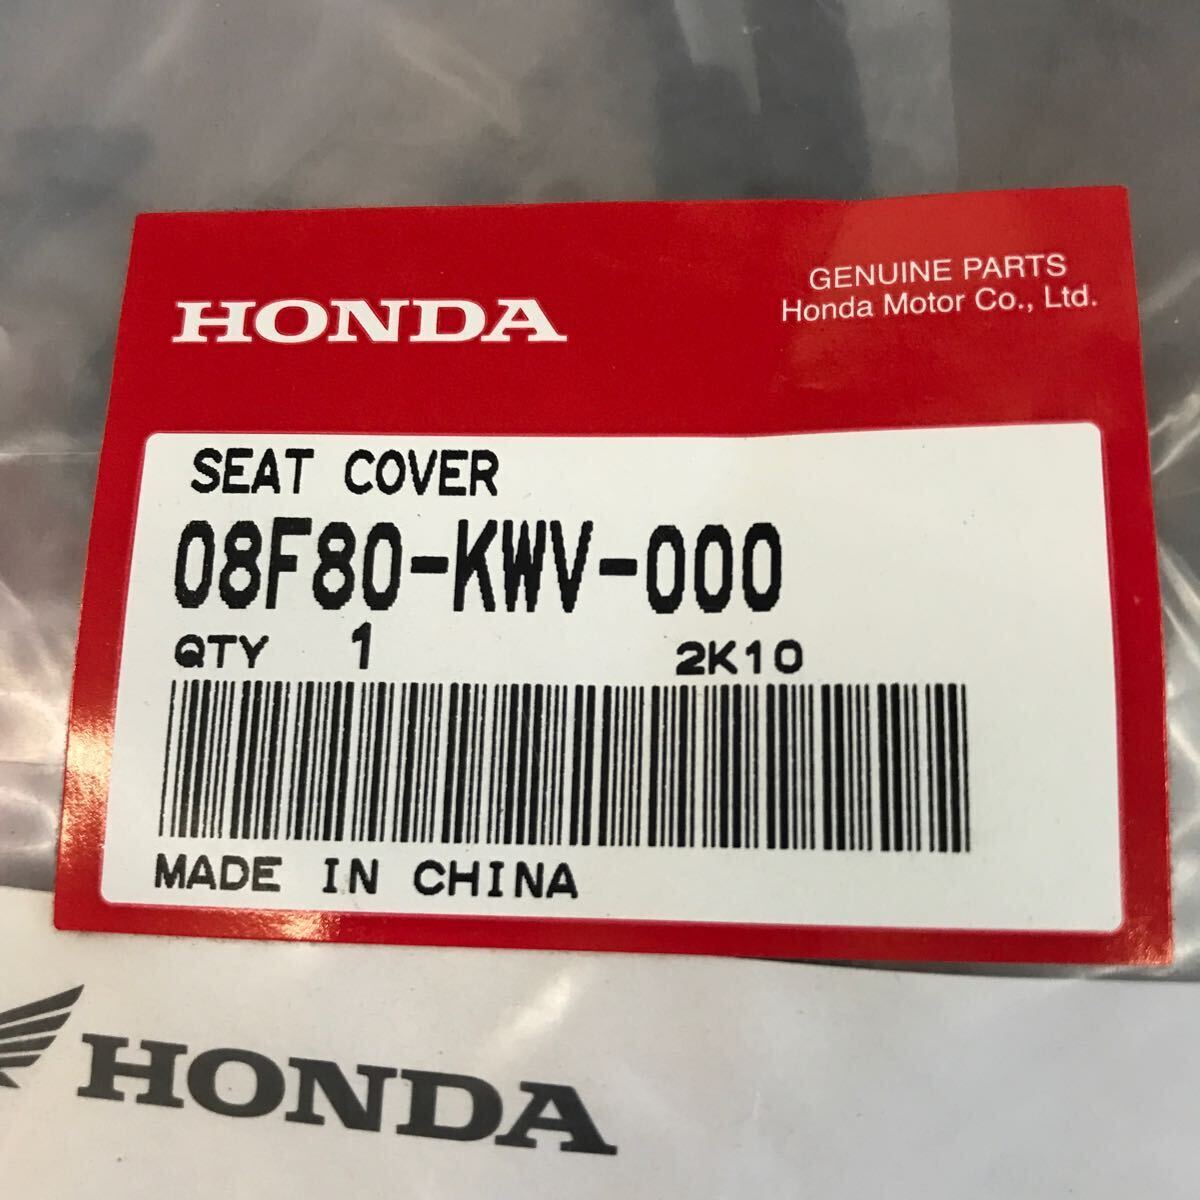 HONDA
GENUINE PARTS
Honda Motor Co., Ltd.
SEAT COVER
08F80-KWV-000
QTY 1 2K10
MADE IN CHINA
HONDA